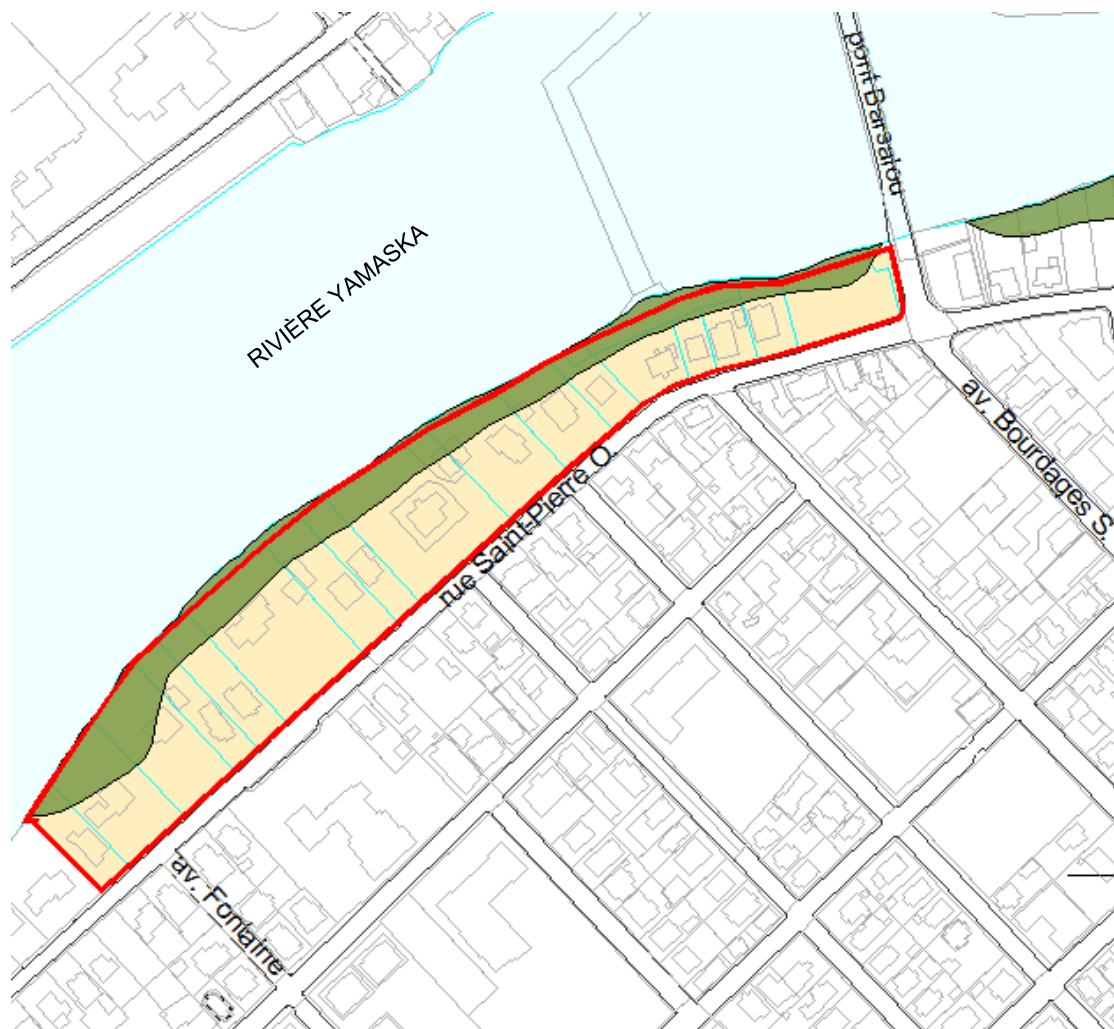 pont Barsalou
RIVIÈRE YAMASKA
av. Bourdages S.
rue Saint-Pierre O.
av. Fontaine